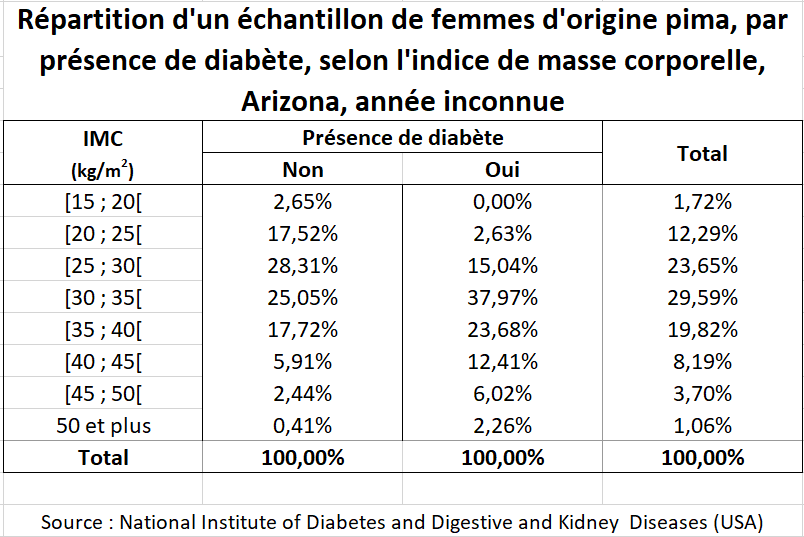 Répartition d'un échantillon de femmes d'origine pima, par
présence de diabète, selon l'indice de masse corporelle,
Arizona, année inconnue
IMC (kg/m²) Présence de diabète Total
Non Oui
[15 ; 20[ 2,65% 0,00% 1,72%
[20 ; 25[ 17,52% 2,63% 12,29%
[25 ; 30[ 28,31% 15,04% 23,65%
[30 ; 35[ 25,05% 37,97% 29,59%
[35 ; 40[ 17,72% 23,68% 19,82%
[40 ; 45[ 5,91% 12,41% 8,19%
[45 ; 50[ 2,44% 6,02% 3,70%
50 et plus 0,41% 2,26% 1,06%
Total 100,00% 100,00% 100,00%
Source : National Institute of Diabetes and Digestive and Kidney  Diseases (USA)